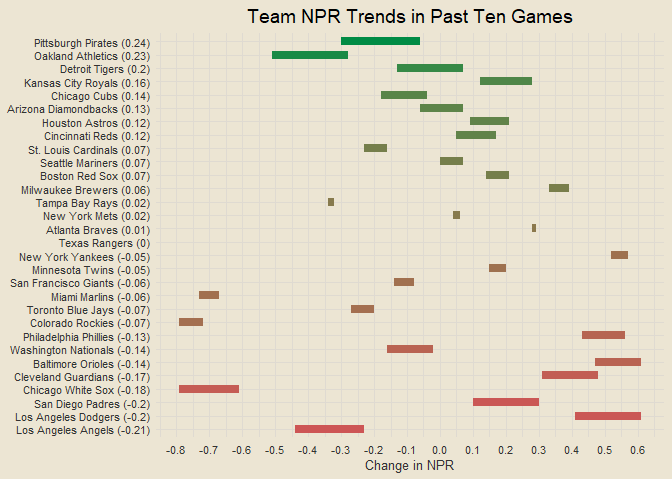 Team NPR Trends in Past Ten Games
Pittsburgh Pirates (0.24)
Oakland Athletics (0.23)
Detroit Tigers (0.2)
Kansas City Royals (0.16)
Chicago Cubs (0.14)
Arizona Diamondbacks (0.13)
Houston Astros (0.12)
Cincinnati Reds (0.12)
St. Louis Cardinals (0.07)
Seattle Mariners (0.07)
Boston Red Sox (0.07)
Milwaukee Brewers (0.06)
Tampa Bay Rays (0.02)
New York Mets (0.02)
Atlanta Braves (0.01)
Texas Rangers (0)
New York Yankees (-0.05)
Minnesota Twins (-0.05)
San Francisco Giants (-0.06)
Miami Marlins (-0.06)
Toronto Blue Jays (-0.07)
Colorado Rockies (-0.07)
Philadelphia Phillies (-0.13)
Washington Nationals (-0.14)
Baltimore Orioles (-0.14)
Cleveland Guardians (-0.17)
Chicago White Sox (-0.18)
San Diego Padres (-0.2)
Los Angeles Dodgers (-0.2)
Los Angeles Angels (-0.21)
-0.8 -0.7 -0.6 -0.5 -0.4 -0.3 -0.2 -0.1 0.0 0.1 0.2 0.3 0.4 0.5 0.6
Change in NPR